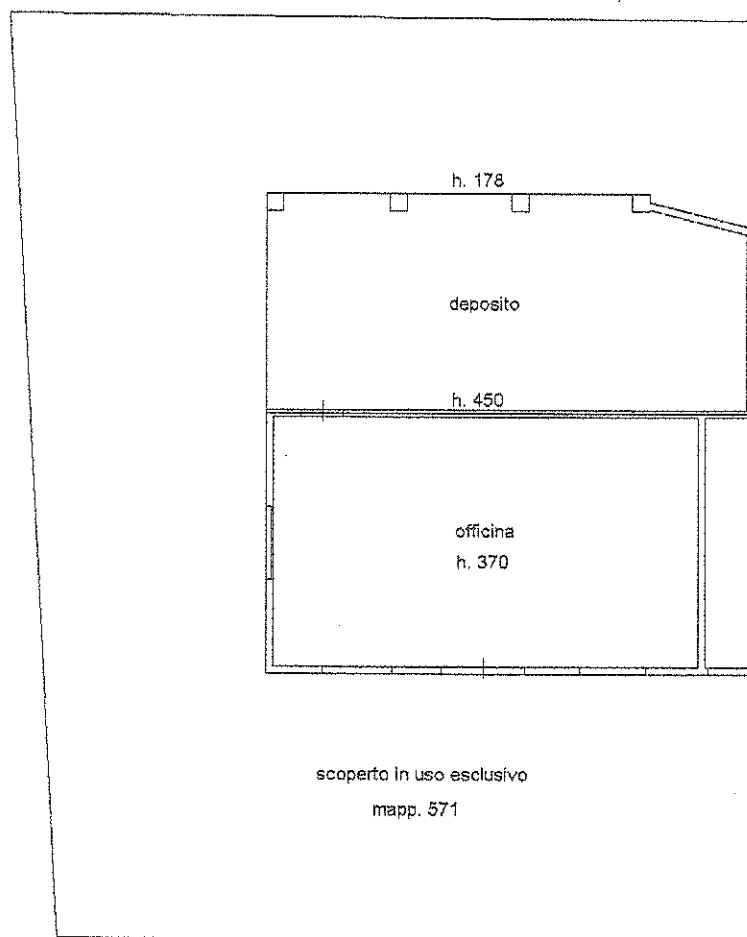 h. 178
deposito
h. 450
officina
h. 370
scoperto in uso esclusivo
mapp. 571